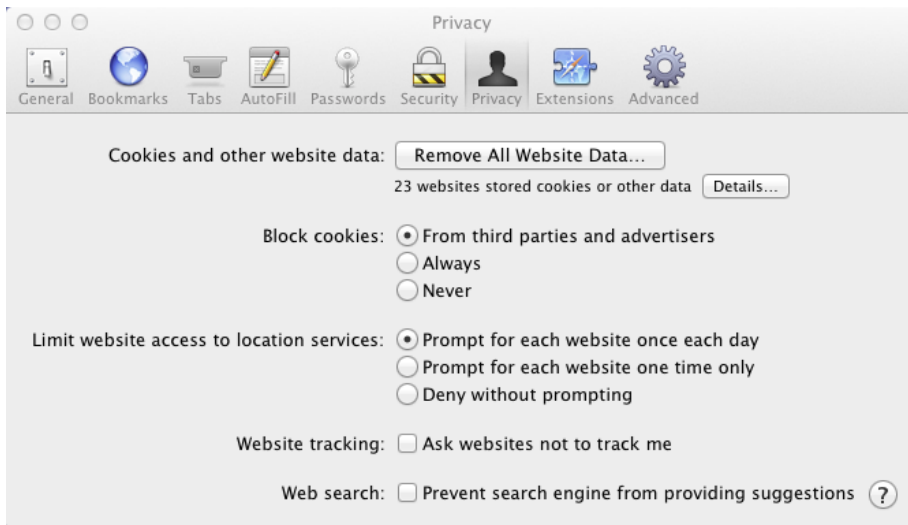 Privacy
General Bookmarks Tabs AutoFill Passwords Security Privacy Extensions Advanced
Cookies and other website data: Remove All Website Data...
23 websites stored cookies or other data Details...
Block cookies: From third parties and advertisers
Always
Never
Limit website access to location services: Prompt for each website once each day
Prompt for each website one time only
Deny without prompting
Website tracking: Ask websites not to track me
Web search: Prevent search engine from providing suggestions ?